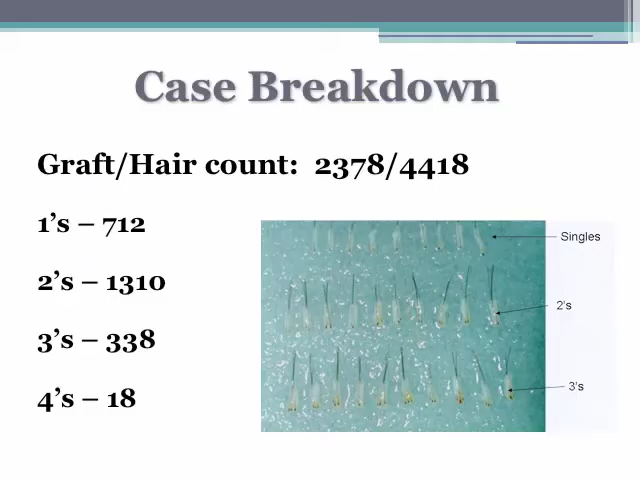 Case Breakdown
Graft/Hair count: 2378/4418
1’s – 712
2’s – 1310
3’s – 338
4’s – 18
Singles
2's
3's